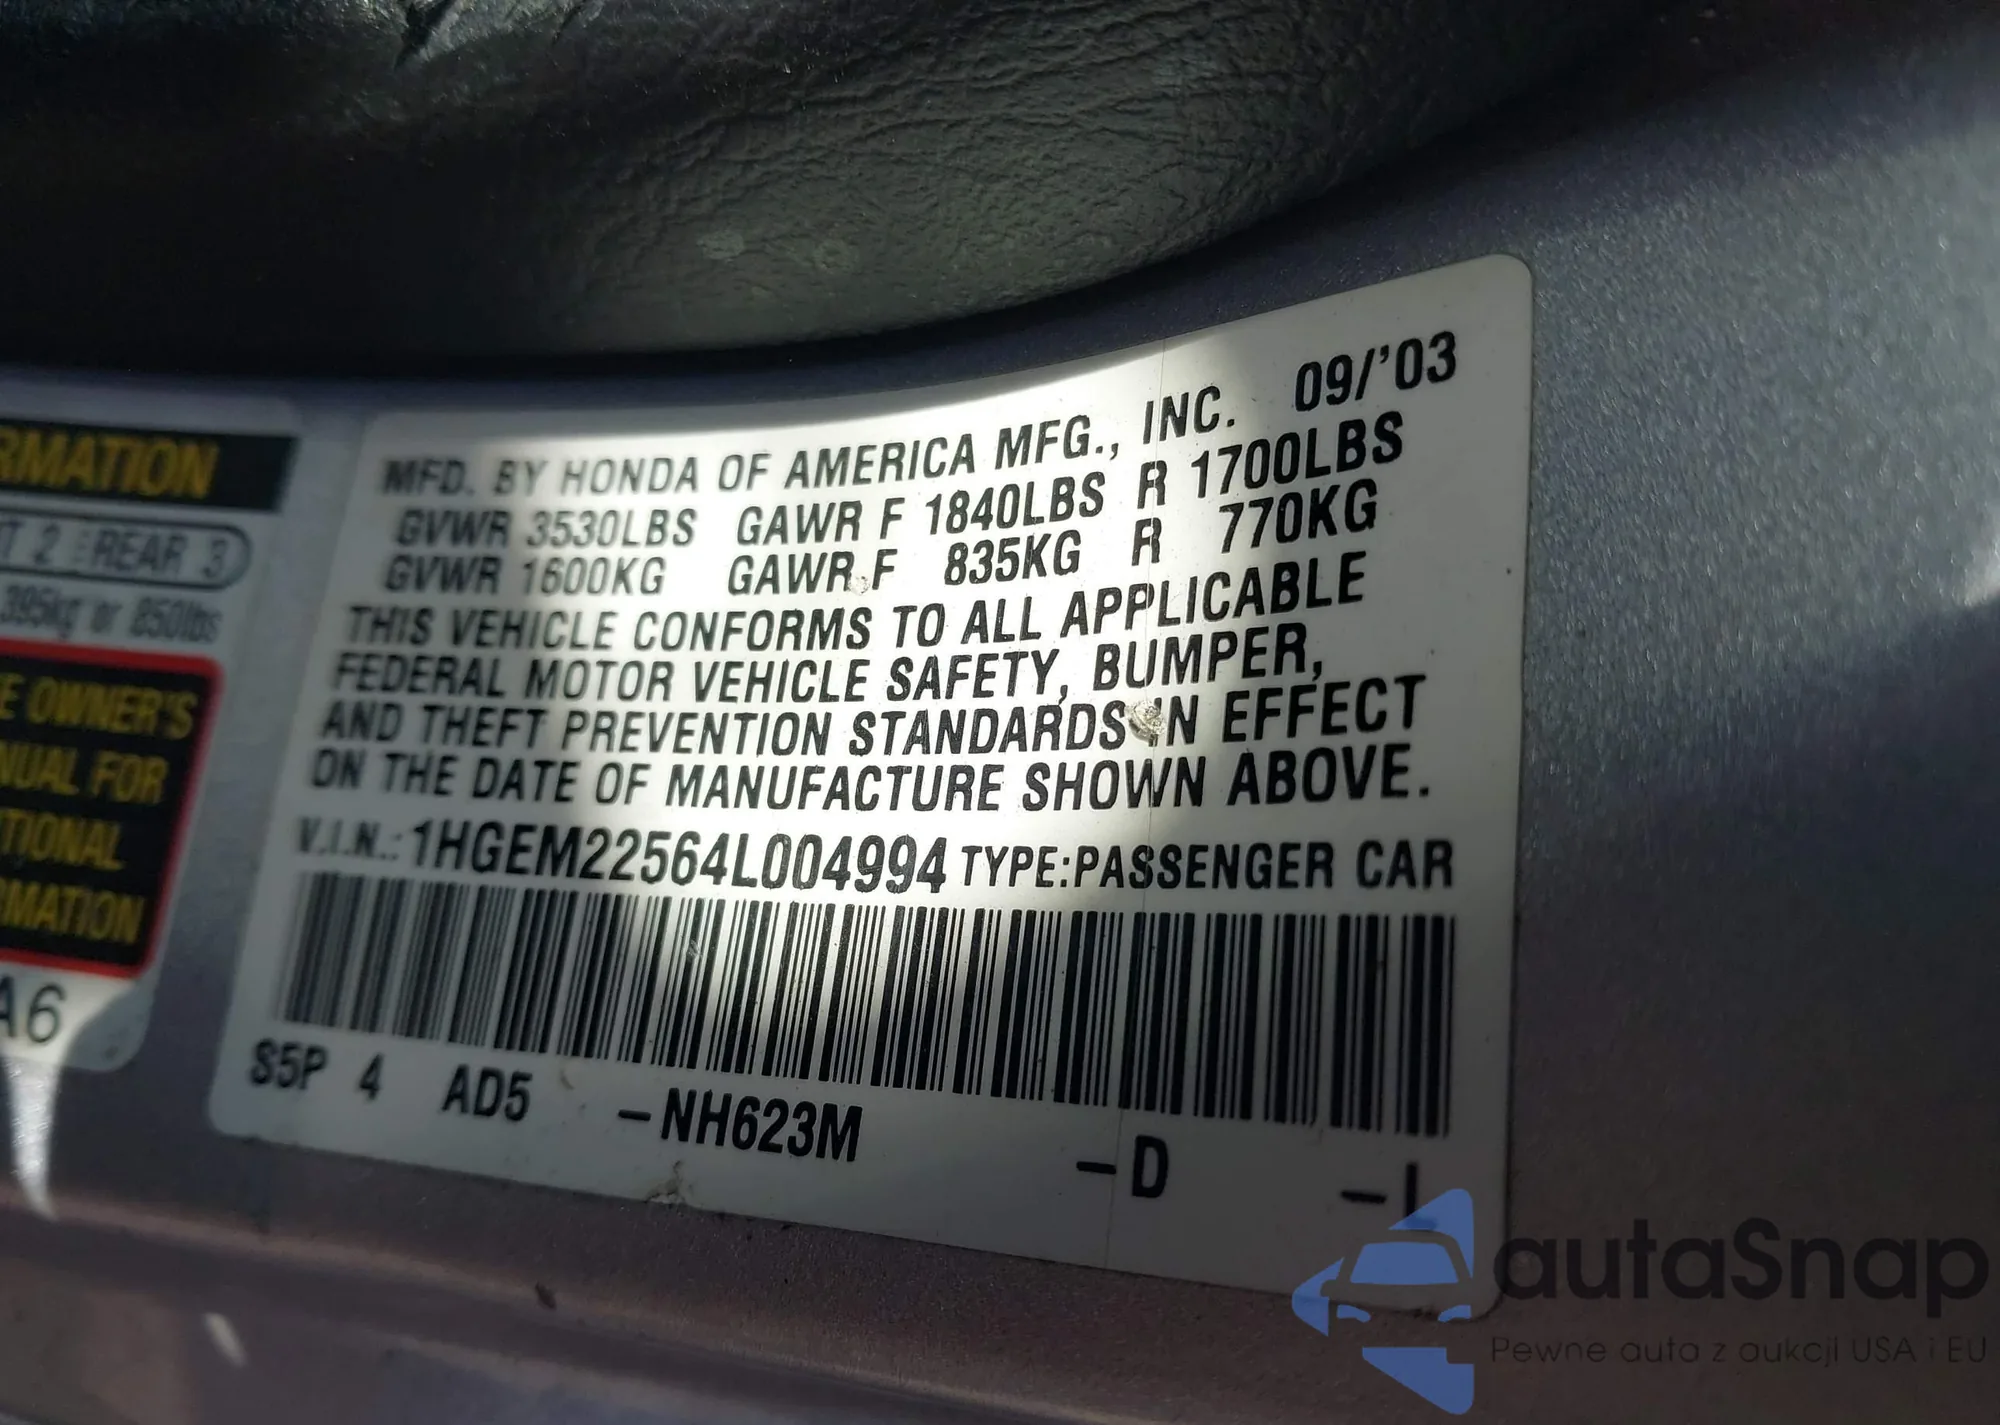 MFD. BY HONDA OF AMERICA MFG., INC. 09/'03
GVWR 3530LBS GAWR F 1840LBS R 1700LBS
GVWR 1600KG GAWR F 835KG R 770KG
THIS VEHICLE CONFORMS TO ALL APPLICABLE
FEDERAL MOTOR VEHICLE SAFETY, BUMPER,
AND THEFT PREVENTION STANDARDS IN EFFECT
ON THE DATE OF MANUFACTURE SHOWN ABOVE.
V.I.N.: 1HGEM22564L004994 TYPE:PASSENGER CAR
S5P 4 AD5 –NH623M –D –L
RMATION
T 2 REAR 3
395kg or 850lbs
E OWNER'S
NUAL FOR
TIONAL
RMATION
A6
autaSnap
Pewne auta z aukcji USA i EU